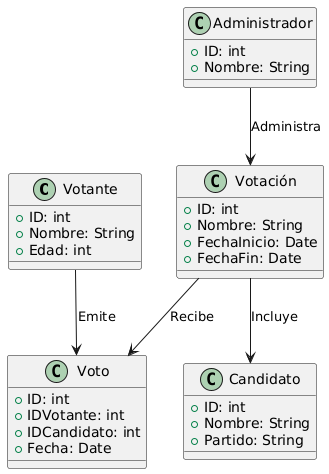 C Administrador
ID: int
Nombre: String
Administra
C Votante
ID: int
Nombre: String
Edad: int
C Votación
ID: int
Nombre: String
FechaInicio: Date
FechaFin: Date
Emite
Recibe
Incluye
C Voto
ID: int
IDVotante: int
IDCandidato: int
Fecha: Date
C Candidato
ID: int
Nombre: String
Partido: String